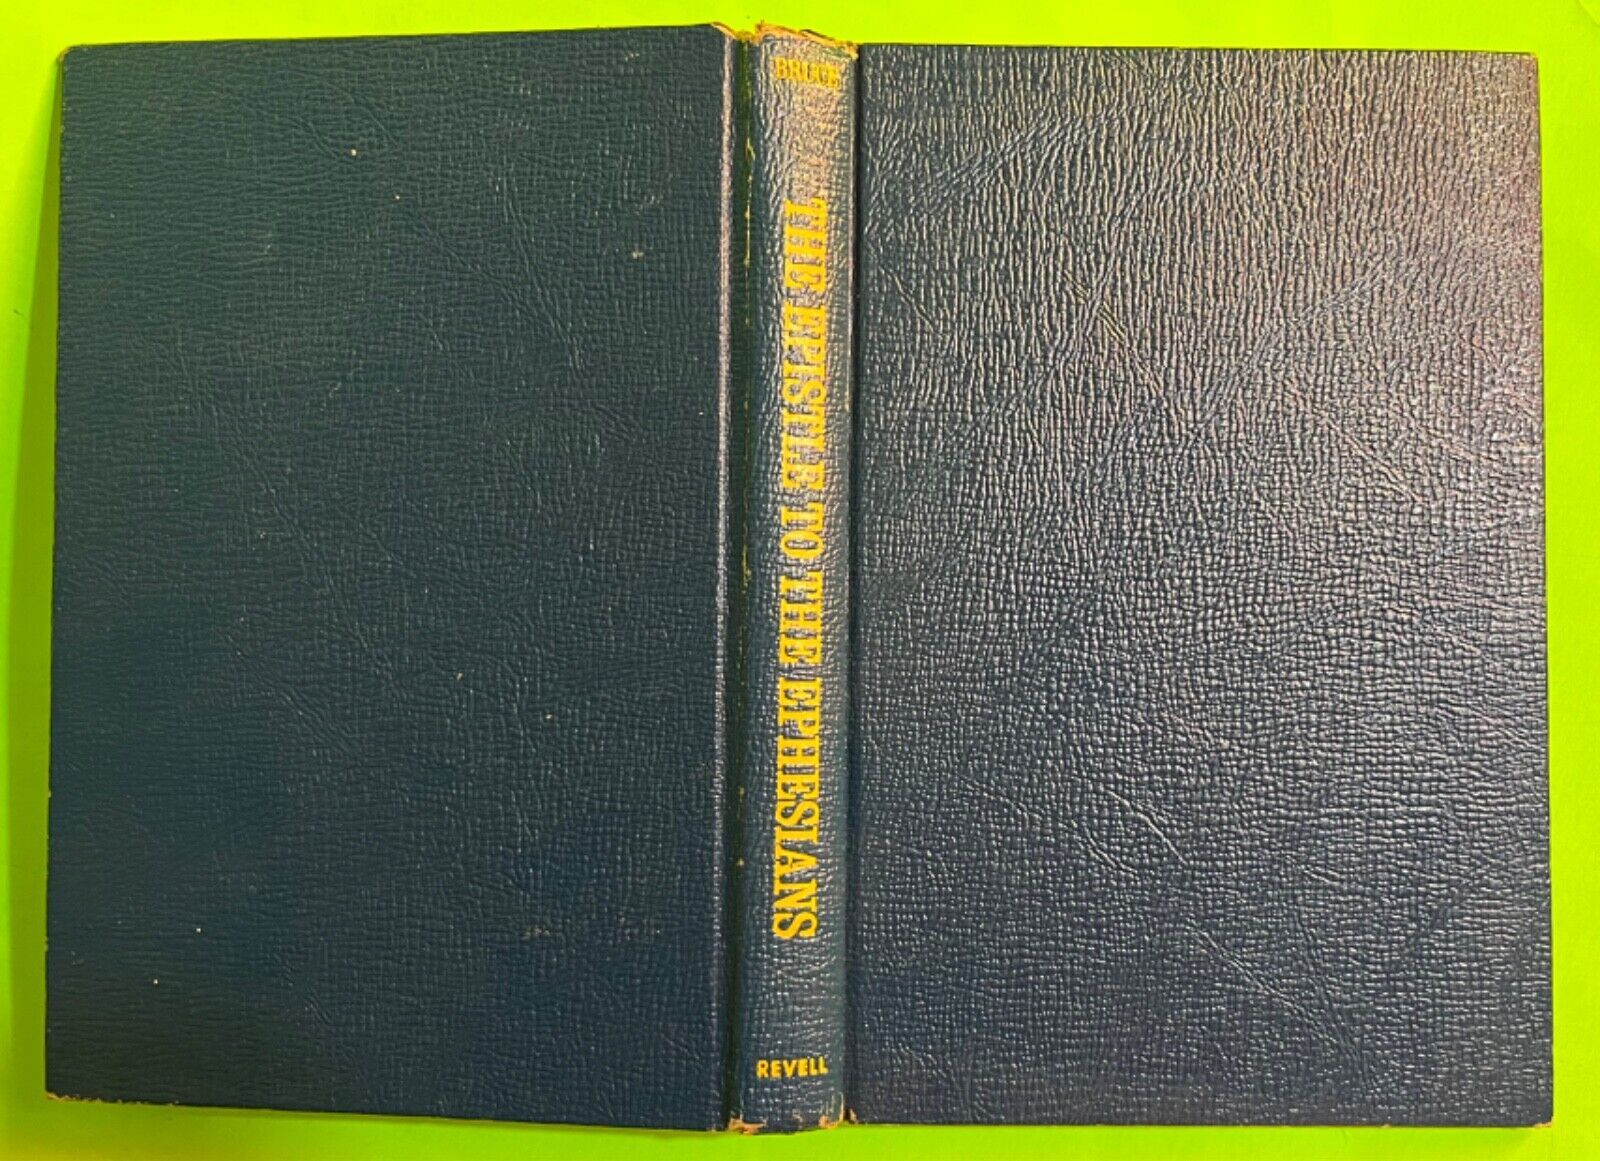 BRUCE
THE EPISTLE TO THE EPHESIANS
REVELL